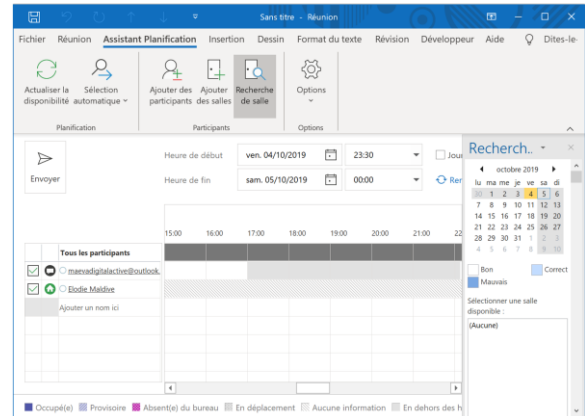 Sans titre - Réunion
Fichier Réunion Assistant Planification Insertion Dessin Format du texte Révision Développeur Aide Dites-le-
Actualiser la disponibilité
Sélection automatique
Ajouter des participants
Ajouter des salles
Recherche de salle
Options
Planification Participants Options
Envoyer
Heure de début ven. 04/10/2019 23:30 Jour
Heure de fin sam. 05/10/2019 00:00 Rer
15:00 16:00 17:00 18:00 19:00 20:00 21:00 22
Tous les participants
maevadigitalactive@outlook.
Elodie Maldive
Ajouter un nom ici
Occupé(e) Provisoire Absent(e) du bureau En déplacement Aucune information En dehors des h
Recherch..
octobre 2019
lu ma me je ve sa di
30 1 2 3 4 5 6
7 8 9 10 11 12 13
14 15 16 17 18 19 20
21 22 23 24 25 26 27
28 29 30 31 1 2 3
4 5 6 7 8 9 10
Bon Correct
Mauvais
Sélectionner une salle
disponible :
(Aucune)